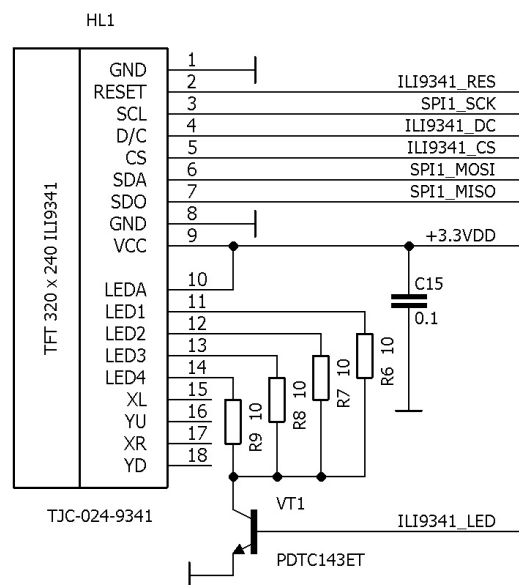 HL1
TFT 320 x 240 ILI9341
GND 1
RESET 2 ILI9341_RES
SCL 3 SPI1_SCK
D/C 4 ILI9341_DC
CS 5 ILI9341_CS
SDA 6 SPI1_MOSI
SDO 7 SPI1_MISO
GND 8
VCC 9 +3.3VDD
LEDA 10
LED1 11
LED2 12
LED3 13
LED4 14
XL 15
YU 16
XR 17
YD 18
C15
0.1
R9 10
R8 10
R7 10
R6 10
TJC-024-9341
VT1
ILI9341_LED
PDTC143ET